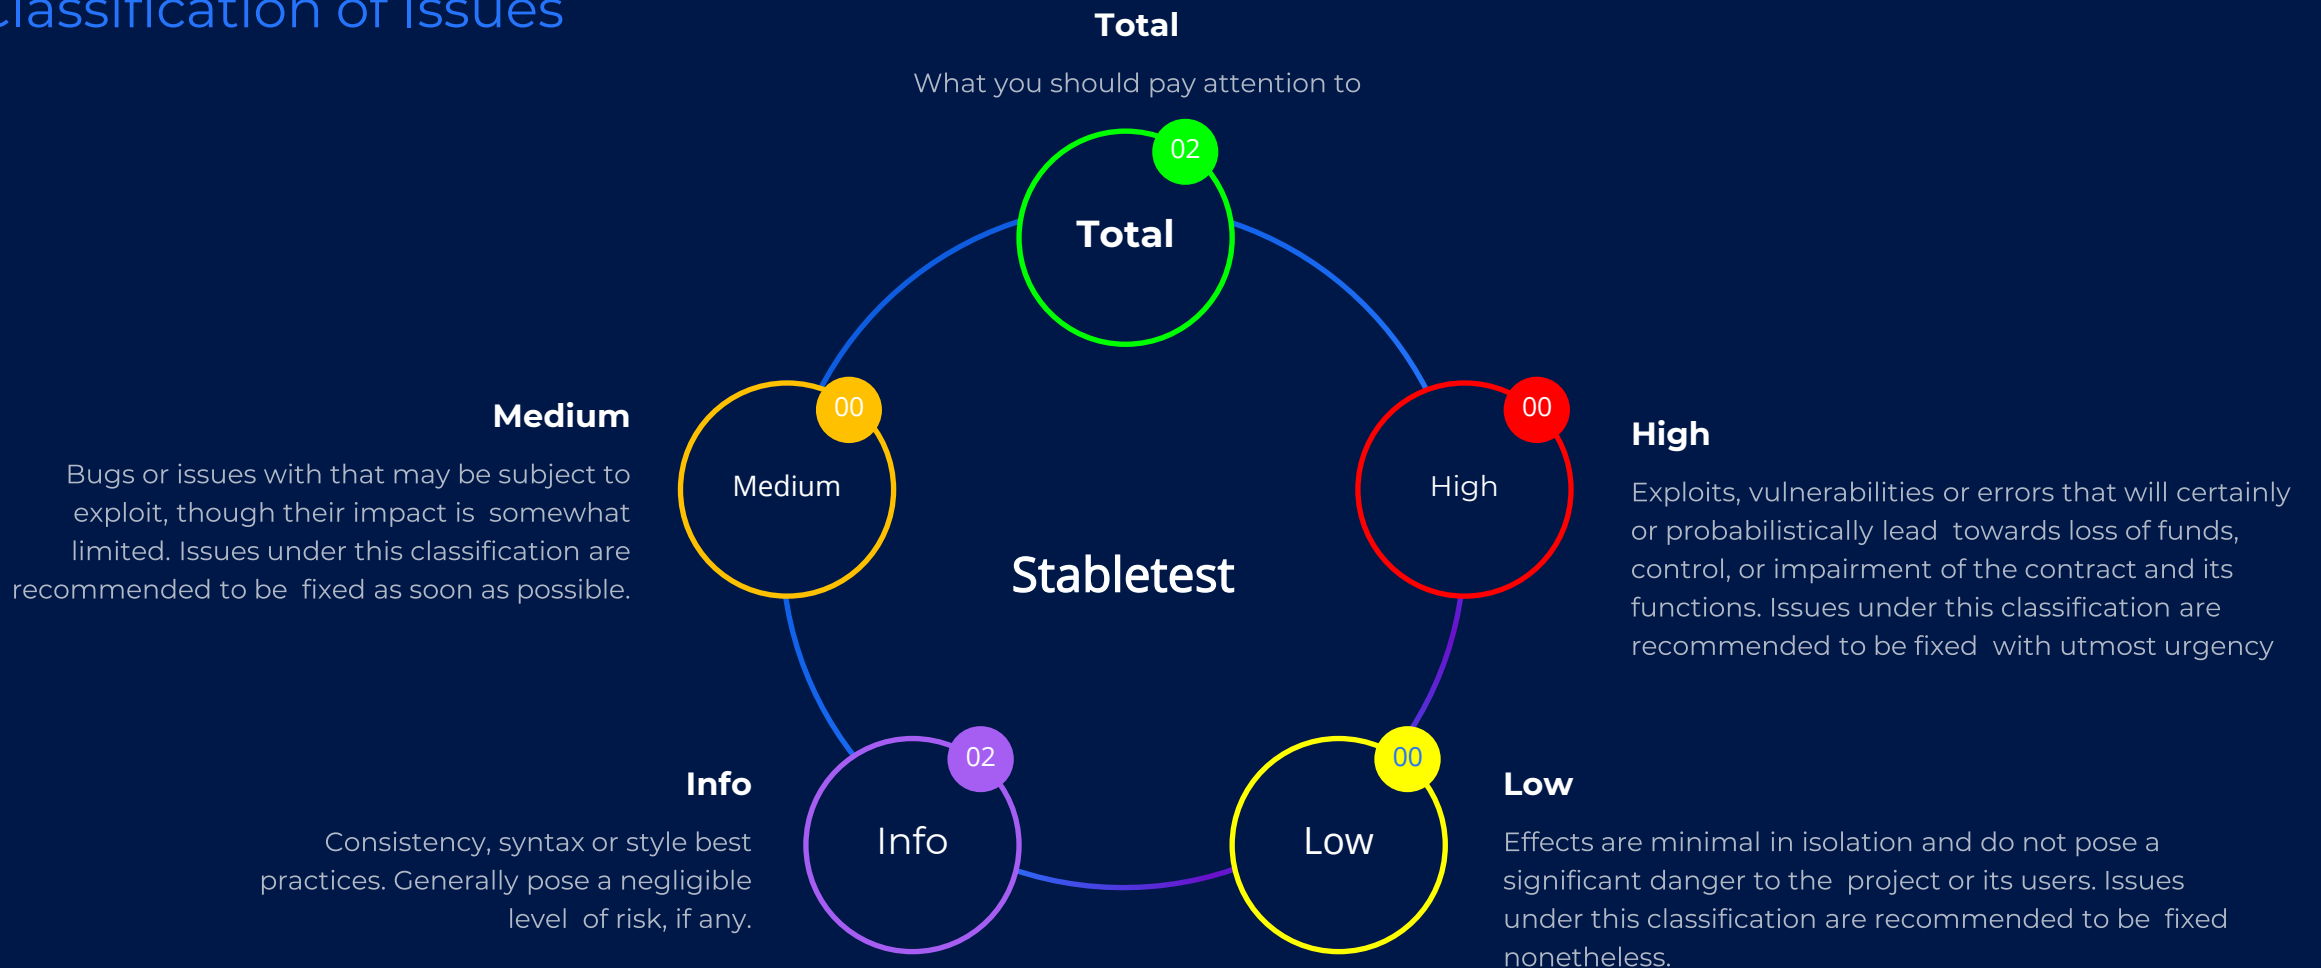 Classification of Issues
Total
What you should pay attention to
02
Total
Medium
Bugs or issues with that may be subject to
exploit, though their impact is  somewhat
limited. Issues under this classification are
recommended to be  fixed as soon as possible.
00
Medium
00
High
High
Exploits, vulnerabilities or errors that will certainly
or probabilistically lead  towards loss of funds,
control, or impairment of the contract and its
functions. Issues under this classification are
recommended to be fixed  with utmost urgency
Stabletest
Info
Consistency, syntax or style best
practices. Generally pose a negligible
level  of risk, if any.
02
Info
00
Low
Low
Effects are minimal in isolation and do not pose a
significant danger to the  project or its users. Issues
under this classification are recommended to be  fixed
nonetheless.